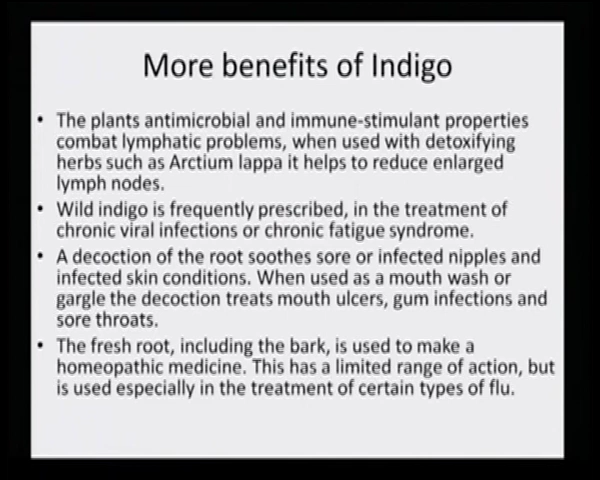 More benefits of Indigo
• The plants antimicrobial and immune-stimulant properties
combat lymphatic problems, when used with detoxifying
herbs such as Arctium lappa it helps to reduce enlarged
lymph nodes.
• Wild indigo is frequently prescribed, in the treatment of
chronic viral infections or chronic fatigue syndrome.
• A decoction of the root soothes sore or infected nipples and
infected skin conditions. When used as a mouth wash or
gargle the decoction treats mouth ulcers, gum infections and
sore throats.
• The fresh root, including the bark, is used to make a
homeopathic medicine. This has a limited range of action, but
is used especially in the treatment of certain types of flu.